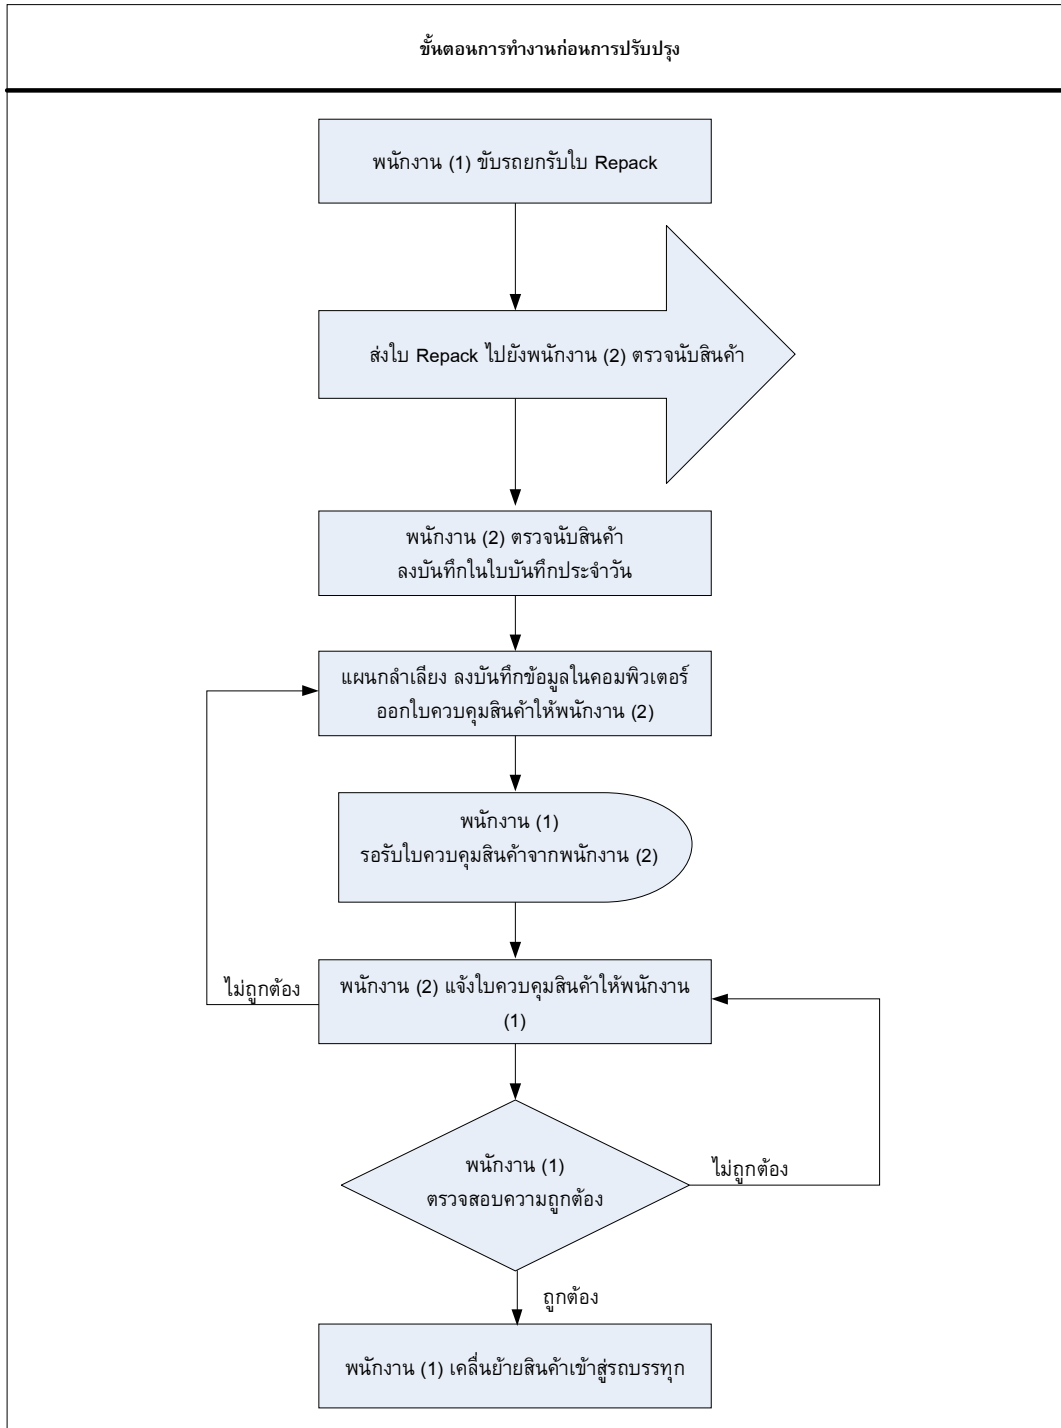 ขั้นตอนการทำงานก่อนการปรับปรุง
พนักงาน (1) ขับรถยกรับใบ Repack
ส่งใบ Repack ไปยังพนักงาน (2) ตรวจนับสินค้า
พนักงาน (2) ตรวจนับสินค้า
ลงบันทึกในใบบันทึกประจำวัน
แผนกลำเลียง ลงบันทึกข้อมูลในคอมพิวเตอร์
ออกใบควบคุมสินค้าให้พนักงาน (2)
พนักงาน (1)
รอรับใบควบคุมสินค้าจากพนักงาน (2)
ไม่ถูกต้อง
พนักงาน (2) แจ้งใบควบคุมสินค้าให้พนักงาน
(1)
พนักงาน (1)
ตรวจสอบความถูกต้อง
ไม่ถูกต้อง
ถูกต้อง
พนักงาน (1) เคลื่นย้ายสินค้าเข้าสู่รถบรรทุก